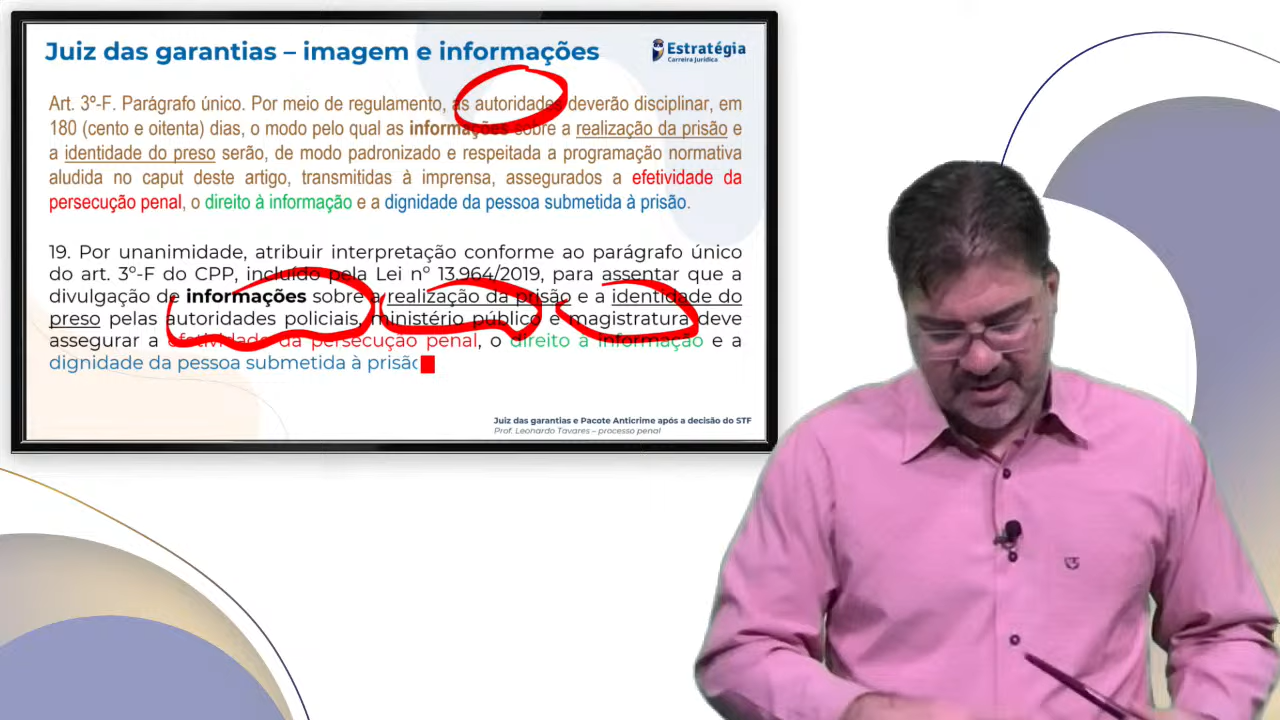 Juiz das garantias – imagem e informações
Estratégia
Carreira Jurídica
Art. 3º-F. Parágrafo único. Por meio de regulamento, as autoridades deverão disciplinar, em
180 (cento e oitenta) dias, o modo pelo qual as informações sobre a realização da prisão e
a identidade do preso serão, de modo padronizado e respeitada a programação normativa
aludida no caput deste artigo, transmitidas à imprensa, assegurados a efetividade da
persecução penal, o direito à informação e a dignidade da pessoa submetida à prisão.
19. Por unanimidade, atribuir interpretação conforme ao parágrafo único
do art. 3º-F do CPP, incluído pela Lei nº 13.964/2019, para assentar que a
divulgação de informações sobre a realização da prisão e a identidade do
preso pelas autoridades policiais, ministério público e magistratura deve
assegurar a efetividade da persecução penal, o direito à informação e a
dignidade da pessoa submetida à prisão
Juiz das garantias e Pacote Anticrime após a decisão do STF
Prof. Leonardo Tavares – processo penal